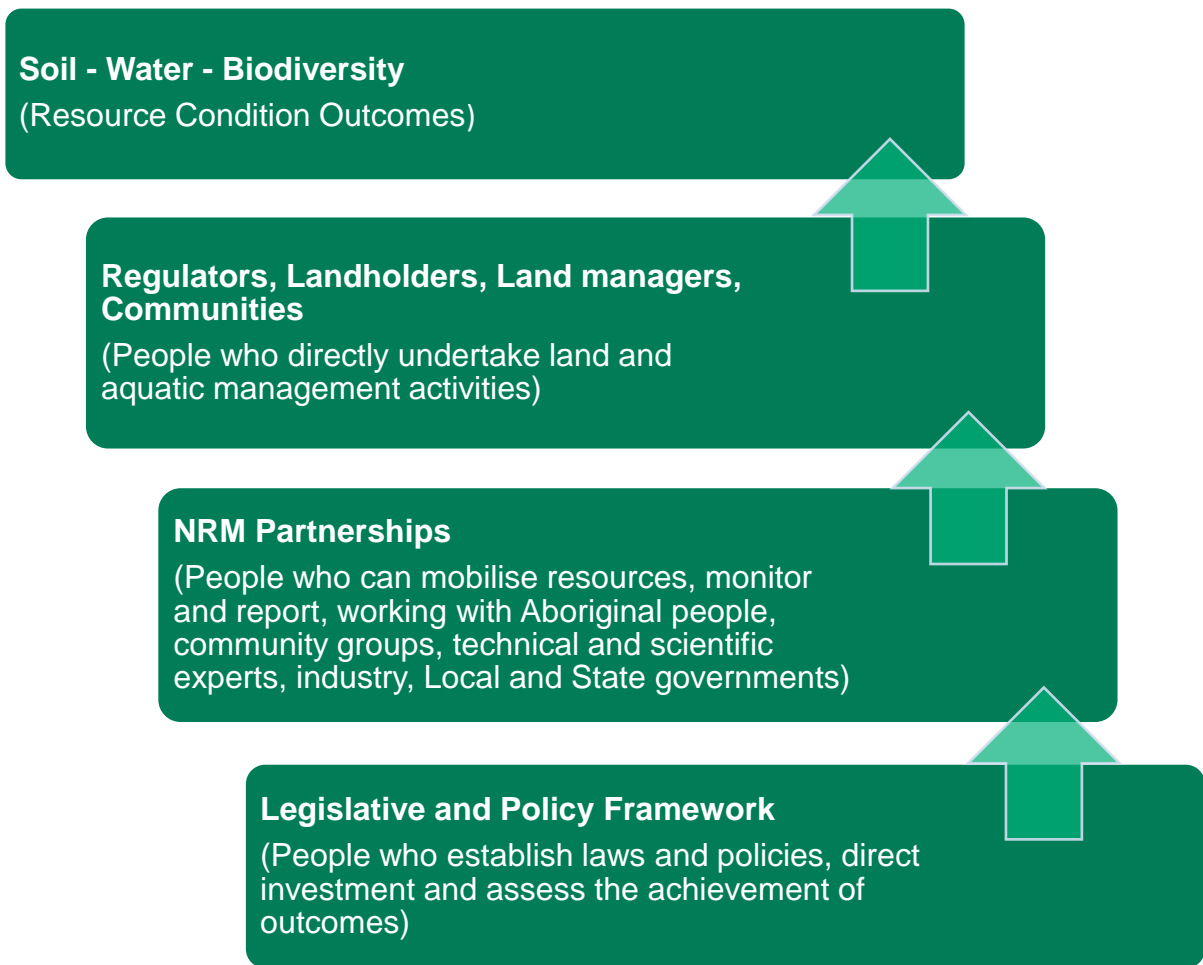 Soil - Water - Biodiversity
(Resource Condition Outcomes)
Regulators, Landholders, Land managers,
Communities
(People who directly undertake land and
aquatic management activities)
NRM Partnerships
(People who can mobilise resources, monitor
and report, working with Aboriginal people,
community groups, technical and scientific
experts, industry, Local and State governments)
Legislative and Policy Framework
(People who establish laws and policies, direct
investment and assess the achievement of
outcomes)